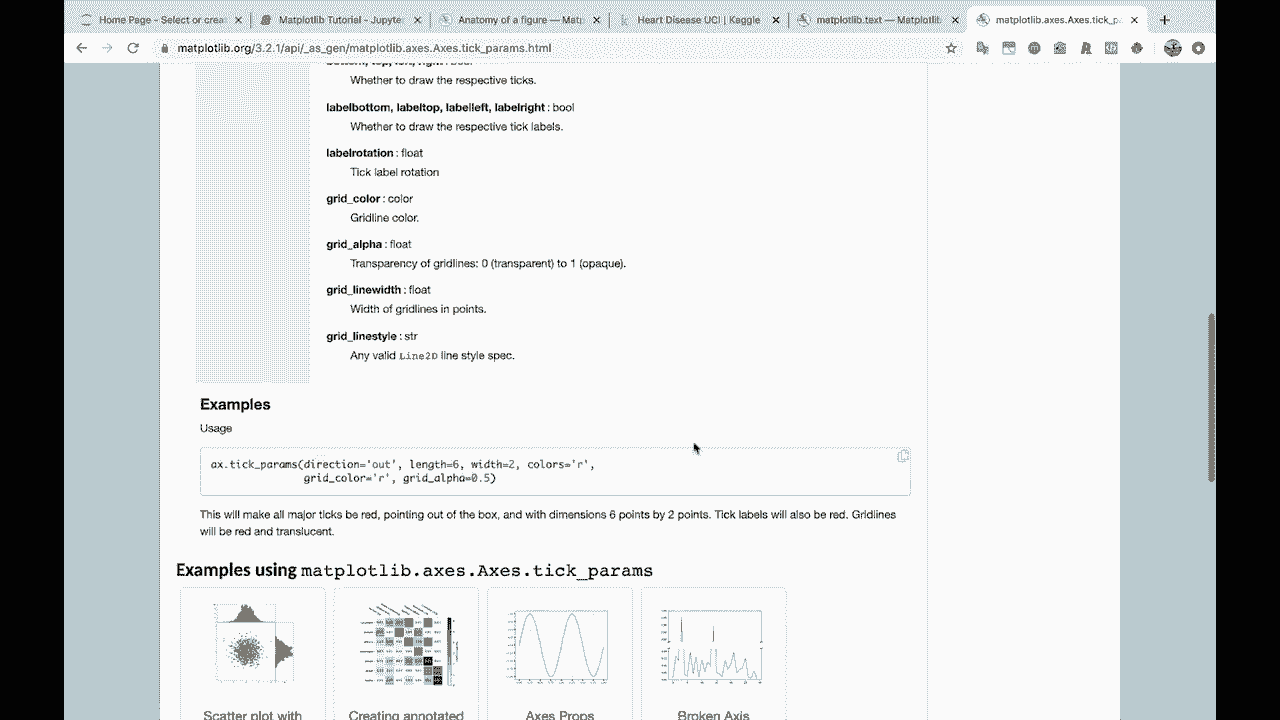 Home Page - Select or crea
Matplotlib Tutorial - Jupyte
Anatomy of a figure — Mat
Heart Disease UCI | Kaggle
matplotlib.text — Matplotlib
matplotlib.axes.Axes.tick_pa
matplotlib.org/3.2.1/api/_as_gen/matplotlib.axes.Axes.tick_params.html
Whether to draw the respective ticks.
labelbottom, labeltop, labelleft, labelright : bool
Whether to draw the respective tick labels.
labelrotation : float
Tick label rotation
grid_color : color
Gridline color.
grid_alpha : float
Transparency of gridlines: 0 (transparent) to 1 (opaque).
grid_linewidth : float
Width of gridlines in points.
grid_linestyle : str
Any valid Line2D line style spec.
Examples
Usage
ax.tick_params(direction='out', length=6, width=2, colors='r',
grid_color='r', grid_alpha=0.5)
This will make all major ticks be red, pointing out of the box, and with dimensions 6 points by 2 points. Tick labels will also be red. Gridlines
will be red and translucent.
Examples using matplotlib.axes.Axes.tick_params
Scatter plot with
Creating annotated
Axes Props
Broken Axis